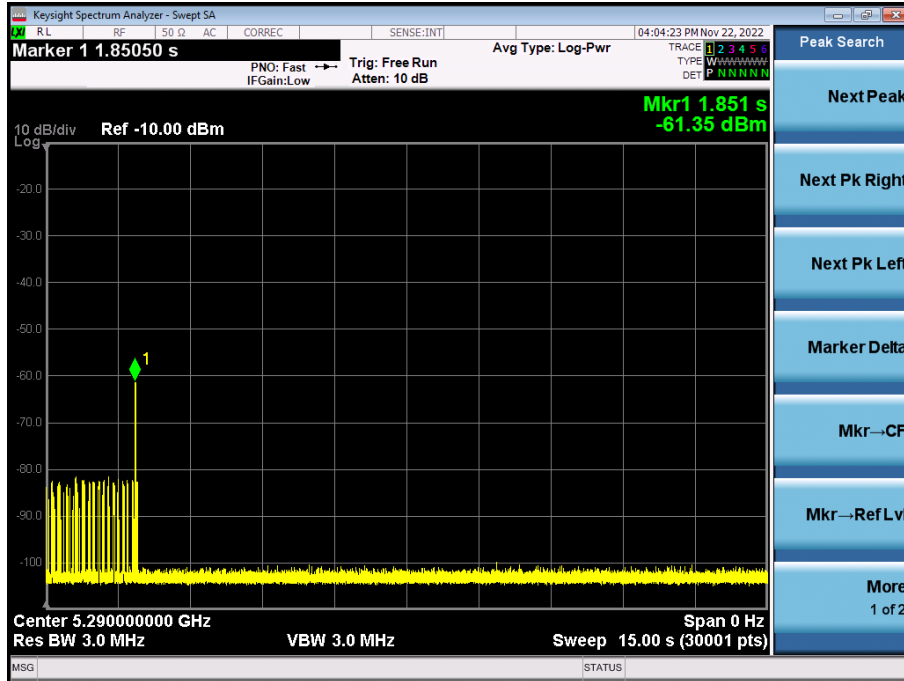 Keysight Spectrum Analyzer - Swept SA
LXI RL RF 50 Ω AC CORREC SENSE:INT 04:04:23 PM Nov 22, 2022
Marker 1 1.85050 s
PNO: Fast
IFGain:Low
Trig: Free Run
Atten: 10 dB
Avg Type: Log-Pwr
TRACE 1 2 3 4 5 6
TYPE WWWWWW
DET P N N N N N
Mkr1 1.851 s
-61.35 dBm
10 dB/div Ref -10.00 dBm
Log
-20.0
-30.0
-40.0
-50.0
1
-60.0
-70.0
-80.0
-90.0
-100
Center 5.290000000 GHz Span 0 Hz
Res BW 3.0 MHz VBW 3.0 MHz Sweep 15.00 s (30001 pts)
MSG STATUS
Peak Search
Next Peak
Next Pk Right
Next Pk Left
Marker Delta
Mkr→CF
Mkr→Ref Lvl
More
1 of 2